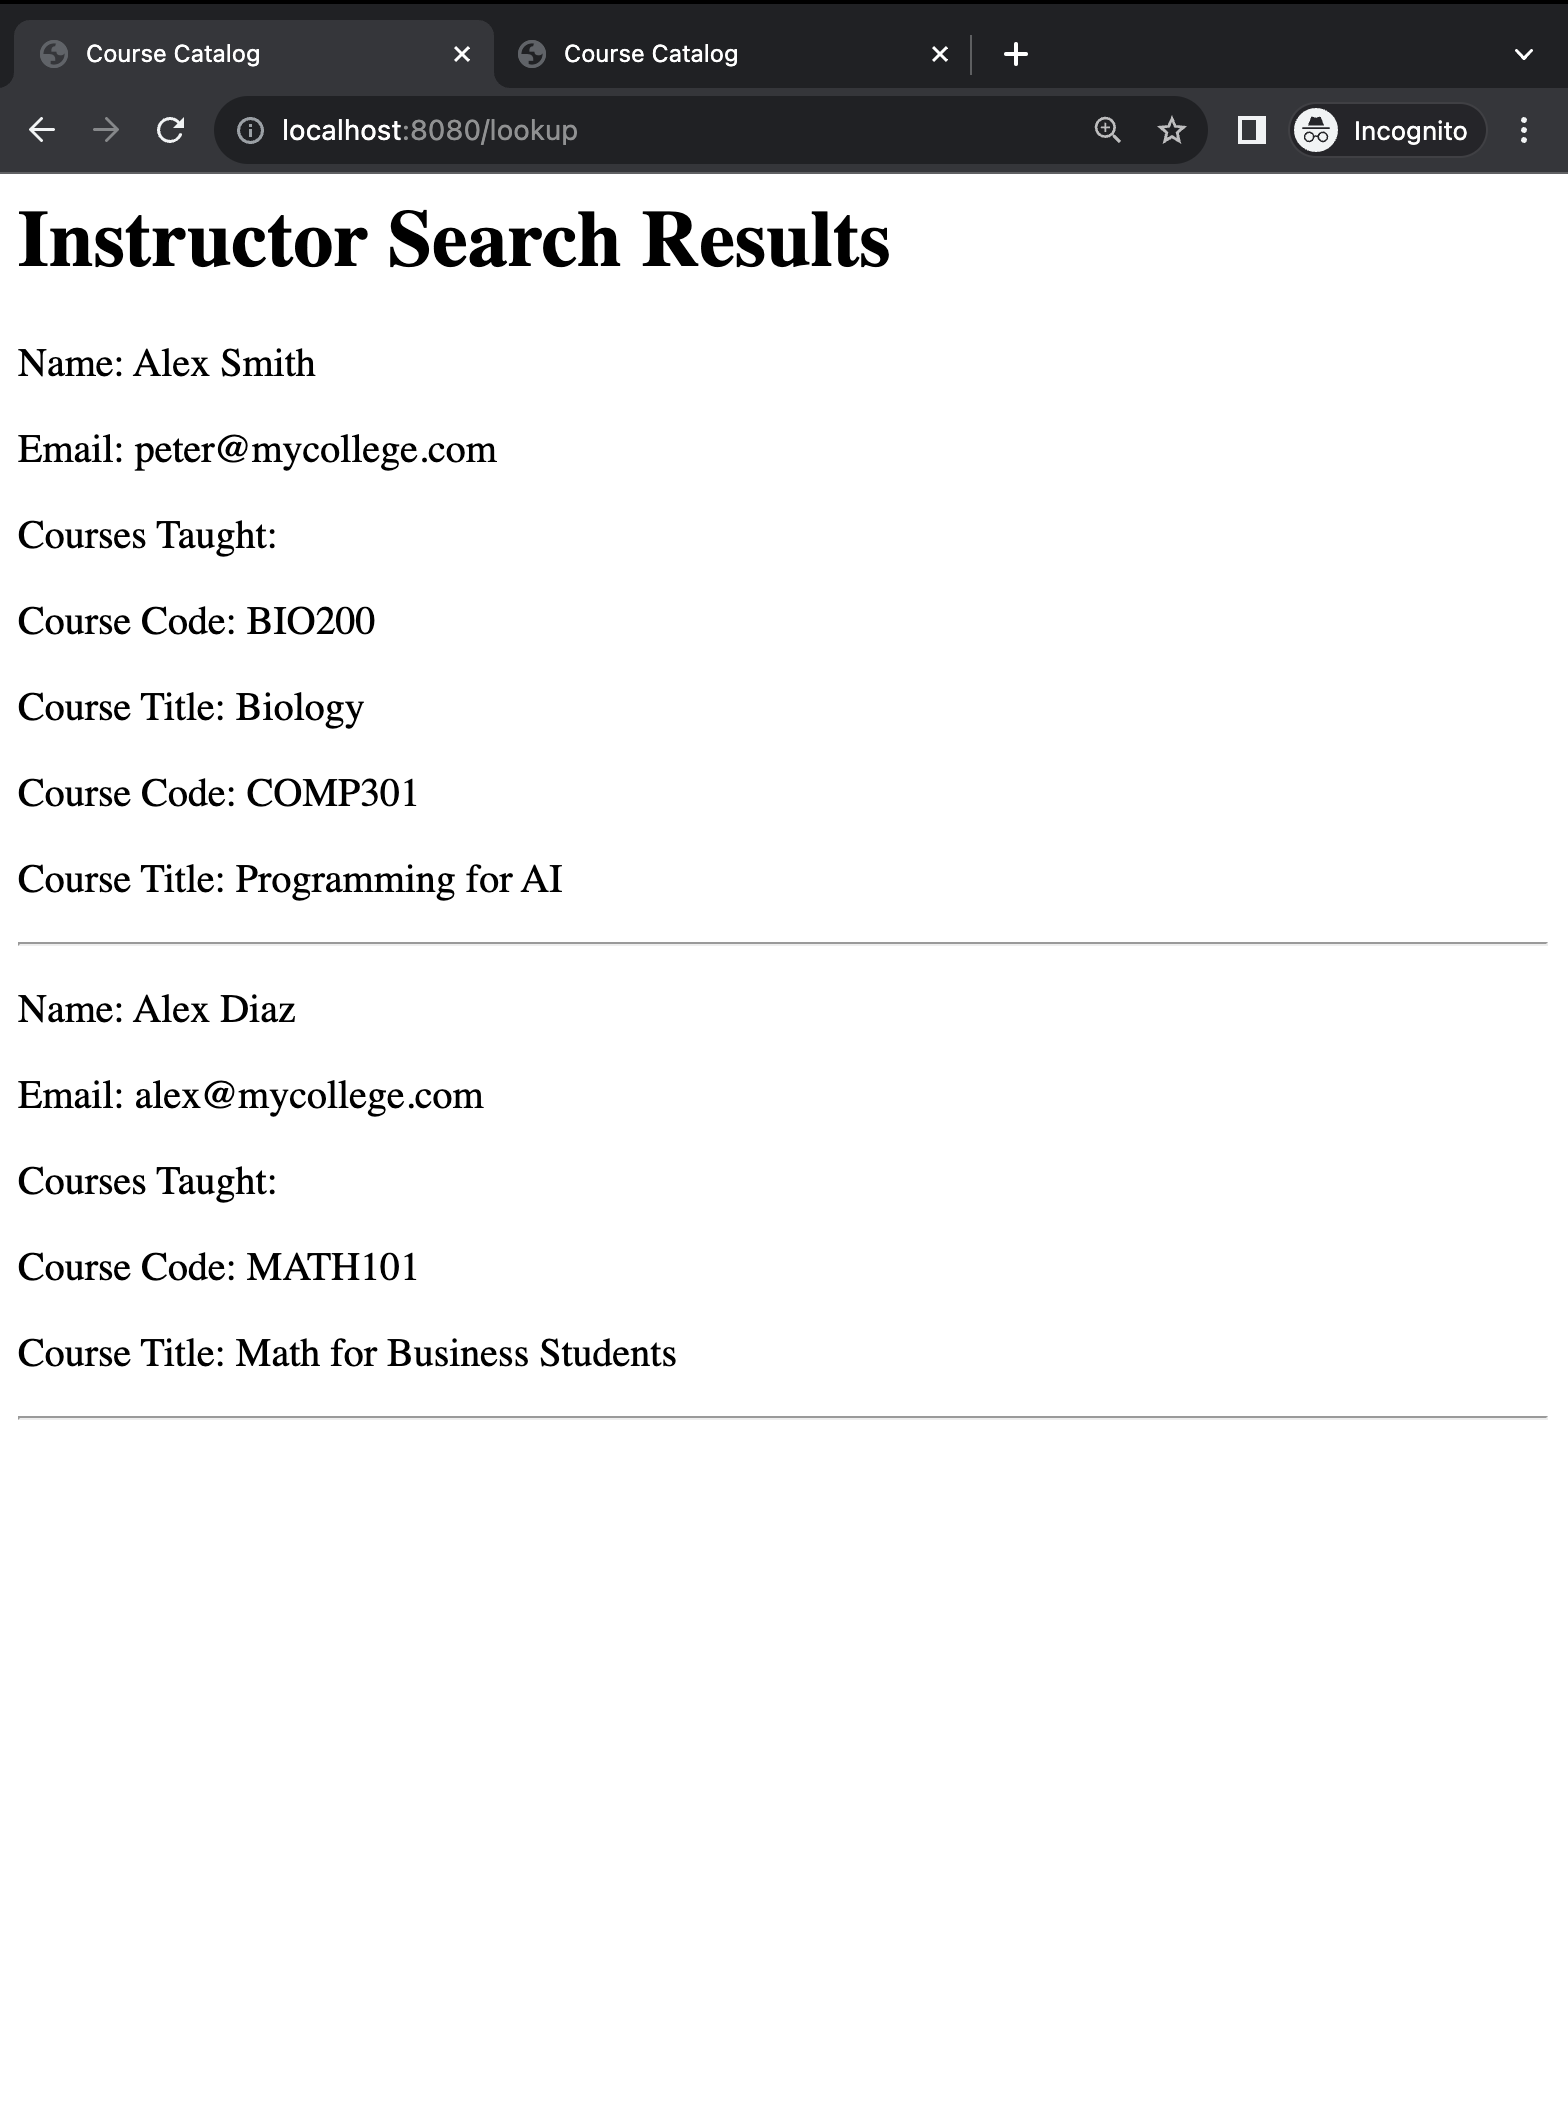 Course Catalog
Course Catalog
localhost:8080/lookup
Incognito
Instructor Search Results
Name: Alex Smith
Email: peter@mycollege.com
Courses Taught:
Course Code: BIO200
Course Title: Biology
Course Code: COMP301
Course Title: Programming for AI
Name: Alex Diaz
Email: alex@mycollege.com
Courses Taught:
Course Code: MATH101
Course Title: Math for Business Students